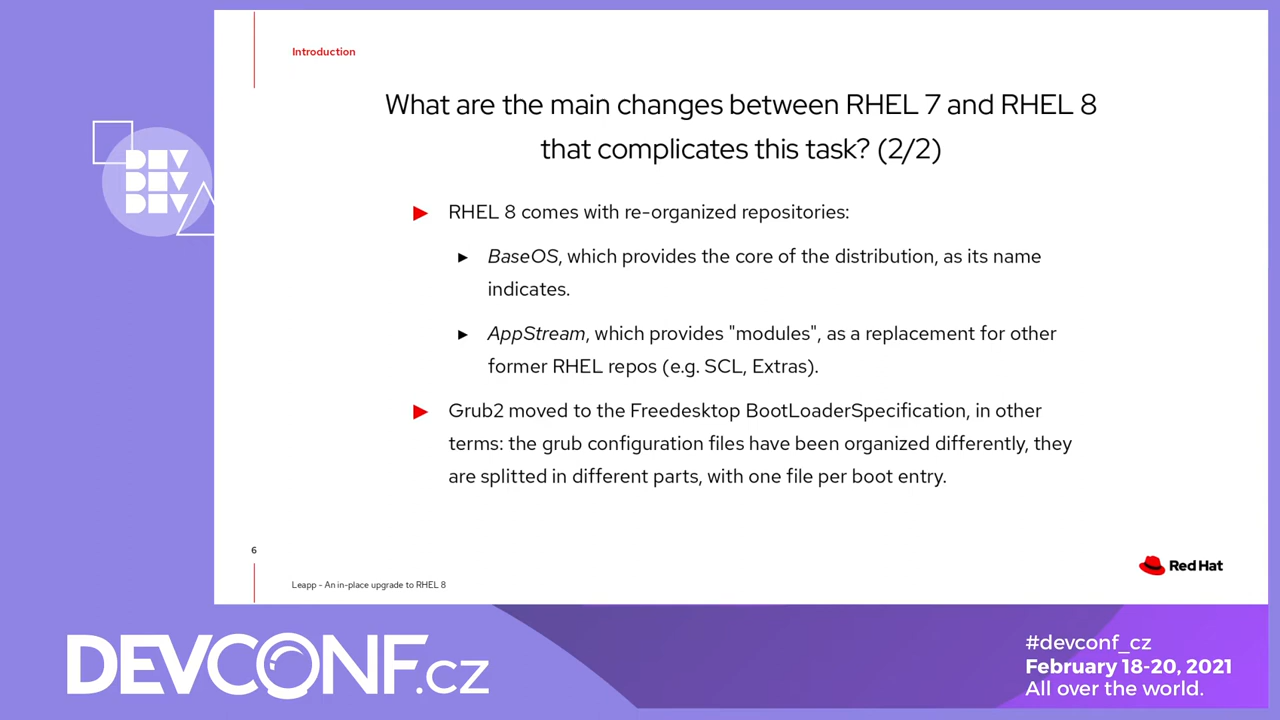 Introduction
What are the main changes between RHEL 7 and RHEL 8
that complicates this task? (2/2)
DEV
DEV
DEV
► RHEL 8 comes with re-organized repositories:
► BaseOS, which provides the core of the distribution, as its name
indicates.
► AppStream, which provides "modules", as a replacement for other
former RHEL repos (e.g. SCL, Extras).
► Grub2 moved to the Freedesktop BootLoaderSpecification, in other
terms: the grub configuration files have been organized differently, they
are splitted in different parts, with one file per boot entry.
6
Red Hat
Leapp - An in-place upgrade to RHEL 8
DEVCONF.cz
#devconf_cz
February 18-20, 2021
All over the world.